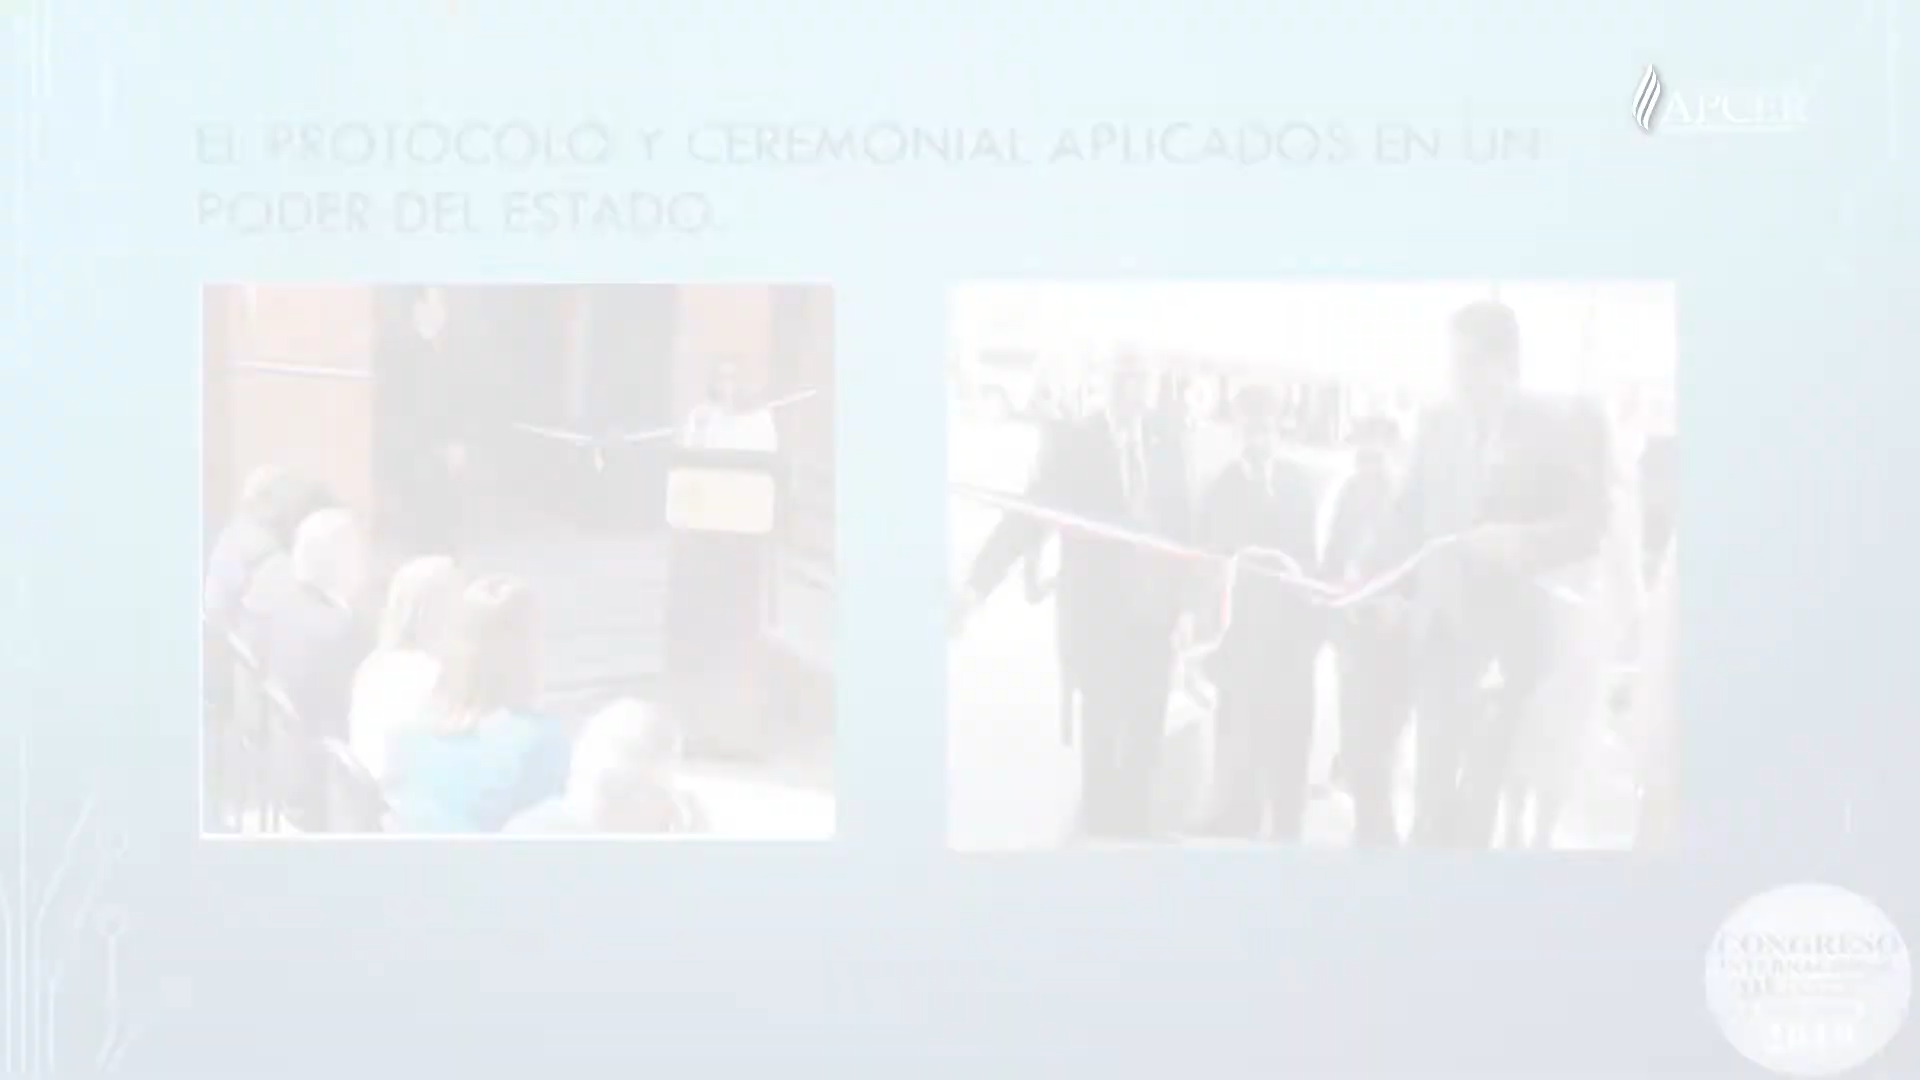 APCER
EL PROTOCOLO Y CEREMONIAL APLICADOS EN UN
PODER DEL ESTADO.
CONGRESO